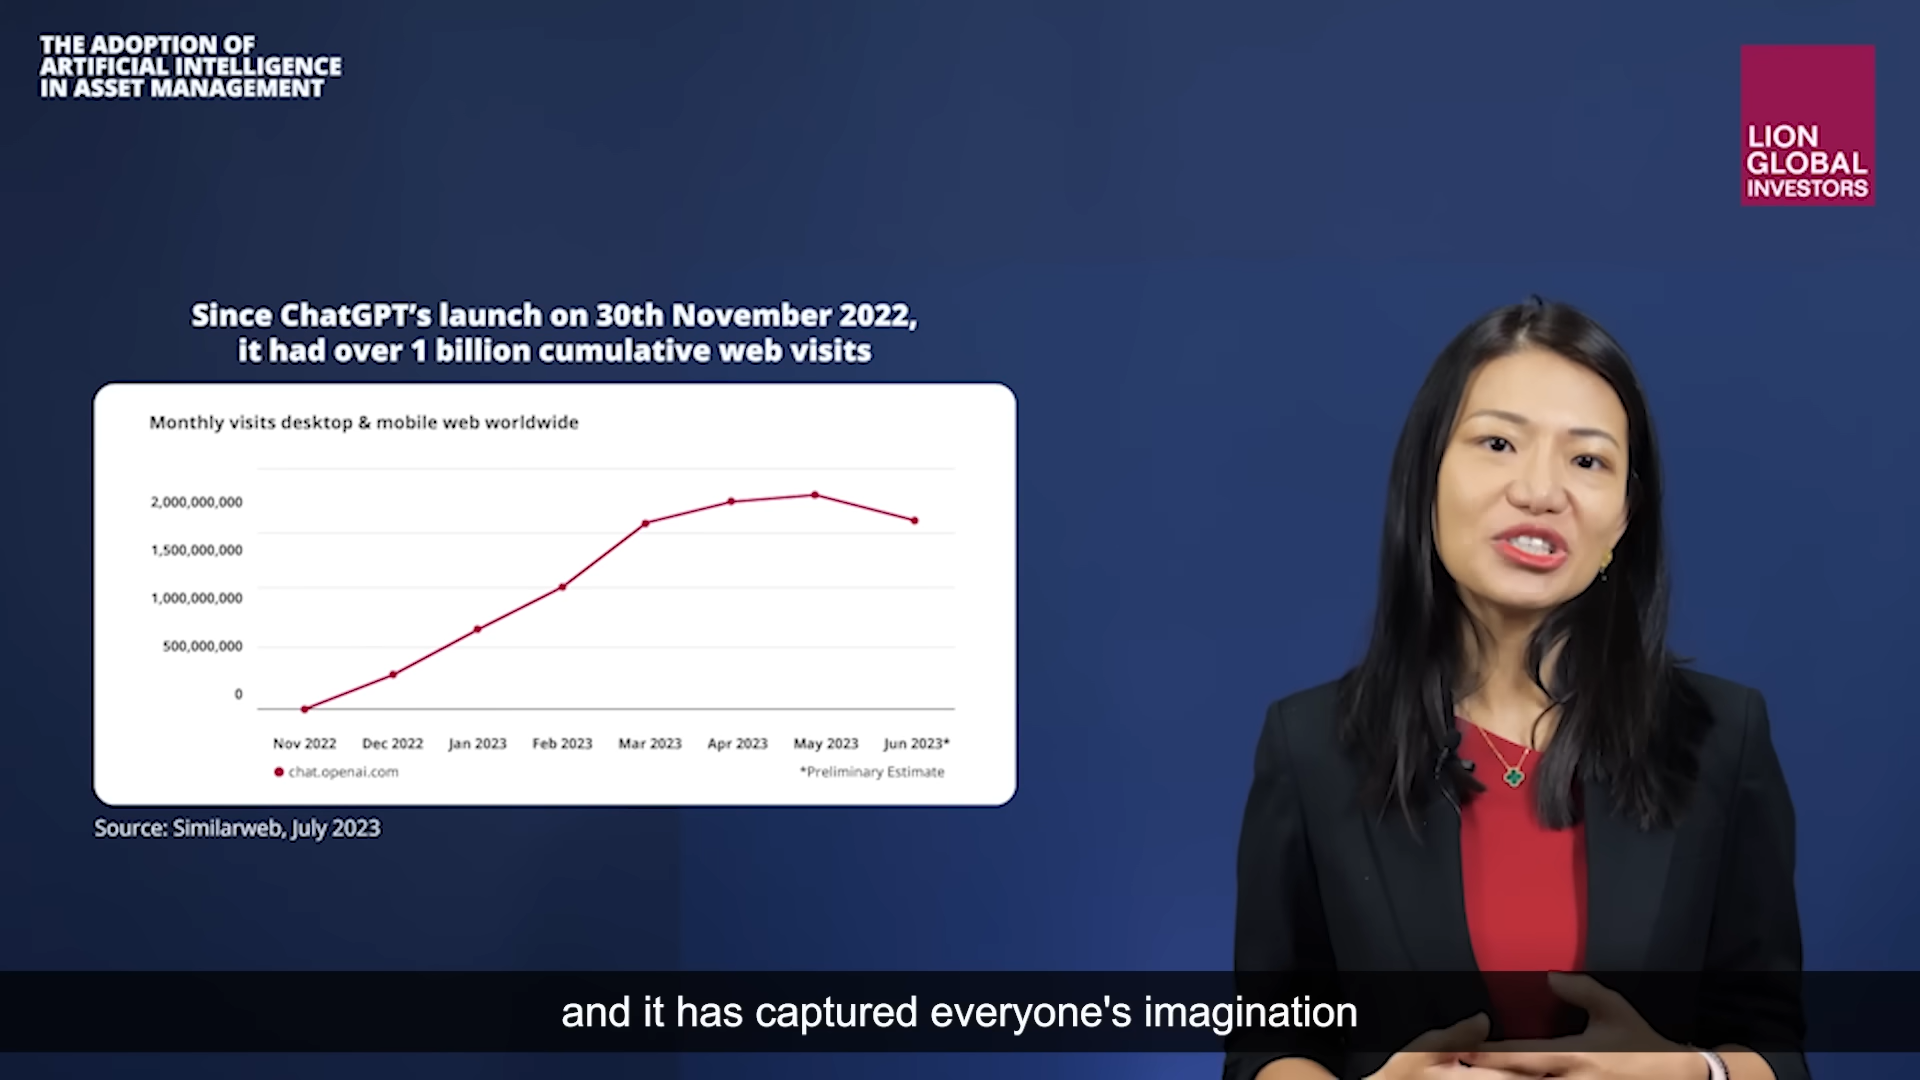 THE ADOPTION OF
ARTIFICIAL INTELLIGENCE
IN ASSET MANAGEMENT
LION
GLOBAL
INVESTORS
Since ChatGPT’s launch on 30th November 2022,
it had over 1 billion cumulative web visits
Monthly visits desktop & mobile web worldwide
2,000,000,000
1,500,000,000
1,000,000,000
500,000,000
0
Nov 2022 Dec 2022 Jan 2023 Feb 2023 Mar 2023 Apr 2023 May 2023 Jun 2023*
chat.openai.com *Preliminary Estimate
Source: Similarweb, July 2023
and it has captured everyone's imagination